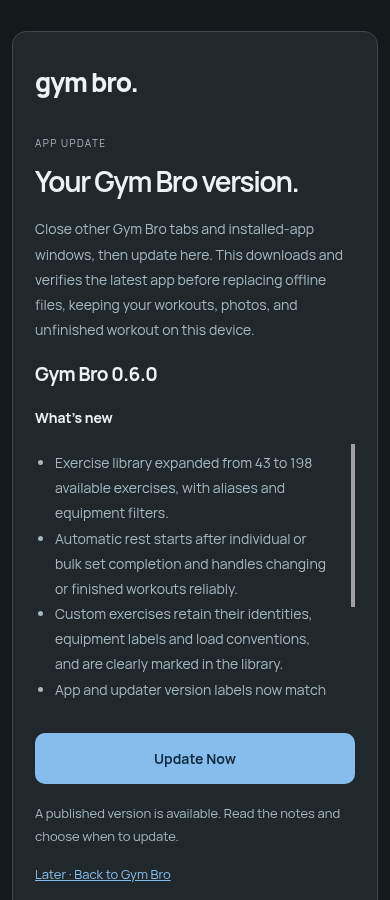 gym bro.
APP UPDATE
Your Gym Bro version.
Close other Gym Bro tabs and installed-app
windows, then update here. This downloads and
verifies the latest app before replacing offline
files, keeping your workouts, photos, and
unfinished workout on this device.
Gym Bro 0.6.0
What's new
• Exercise library expanded from 43 to 198
available exercises, with aliases and
equipment filters.
• Automatic rest starts after individual or
bulk set completion and handles changing
or finished workouts reliably.
• Custom exercises retain their identities,
equipment labels and load conventions,
and are clearly marked in the library.
• App and updater version labels now match
Update Now
A published version is available. Read the notes and
choose when to update.
Later · Back to Gym Bro